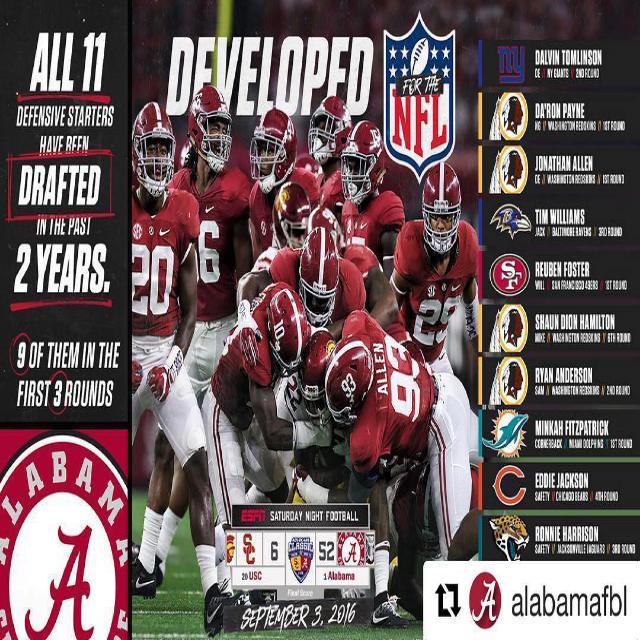 ALL 11
DEFENSIVE STARTERS
HAVE BEEN
DRAFTED
IN THE PAST
2 YEARS.
9 OF THEM IN THE
FIRST 3 ROUNDS
ALABAMA
A
DEVELOPED
FOR THE
NFL
20
6
10
ALLEN
93
93
29
ESPN SATURDAY NIGHT FOOTBALL
SC 6 CLASSIC 52
20 USC 1 Alabama
Final Score
SEPTEMBER 3, 2016
NY
DALVIN TOMLINSON
DE // NY GIANTS // 2ND ROUND
DA'RON PAYNE
NG // WASHINGTON REDSKINS // 1ST ROUND
JONATHAN ALLEN
DE // WASHINGTON REDSKINS // 1ST ROUND
TIM WILLIAMS
JACK // BALTIMORE RAVENS // 3RD ROUND
SF
REUBEN FOSTER
WILL // SAN FRANCISCO 49ERS // 1ST ROUND
SHAUN DION HAMILTON
MIKE // WASHINGTON REDSKINS // 6TH ROUND
RYAN ANDERSON
SAM // WASHINGTON REDSKINS // 2ND ROUND
MINKAH FITZPATRICK
CORNERBACK // MIAMI DOLPHINS // 1ST ROUND
C
EDDIE JACKSON
SAFETY // CHICAGO BEARS // 4TH ROUND
RONNIE HARRISON
SAFETY // JACKSONVILLE JAGUARS // 3RD ROUND
A alabamafbl